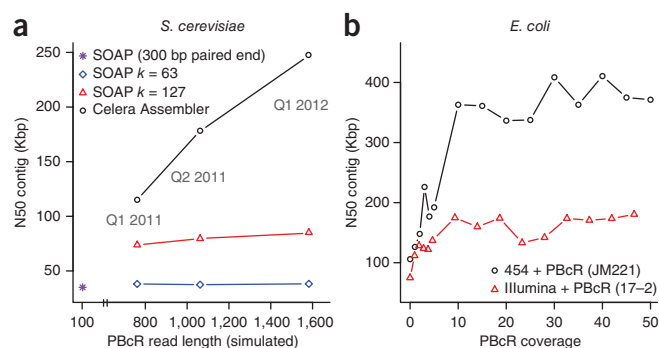 a
S. cerevisiae
SOAP (300 bp paired end)
SOAP k = 63
SOAP k = 127
Celera Assembler
N50 contig (Kbp)
250
200
150
100
50
Q1 2012
Q2 2011
Q1 2011
100
800
1,000
1,200
1,400
1,600
PBcR read length (simulated)
b
E. coli
N50 contig (Kbp)
400
300
200
100
454 + PBcR (JM221)
Illumina + PBcR (17–2)
0
10
20
30
40
50
PBcR coverage